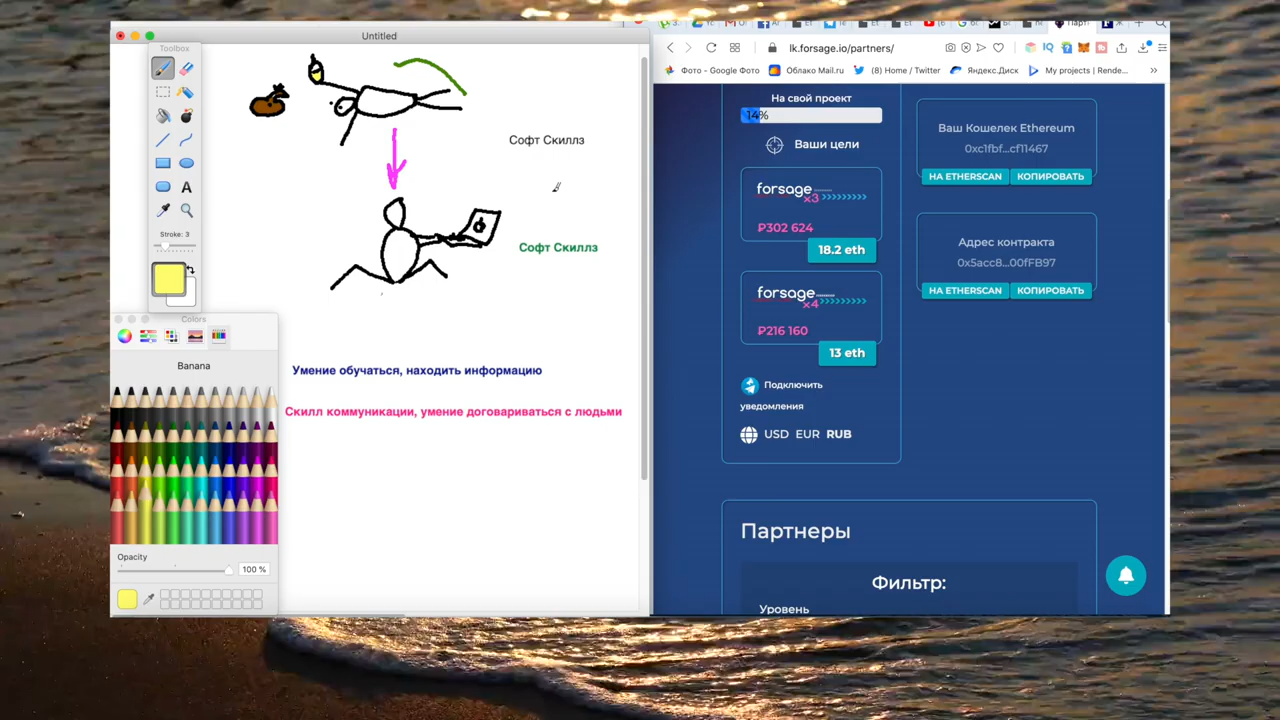 Untitled
Toolbox
Stroke: 3
Colors
Banana
Opacity
100 %
Софт Скиллз
Софт Скиллз
Умение обучаться, находить информацию
Скилл коммуникации, умение договариваться с людьми
lk.forsage.io/partners/
Фото - Google Фото
Облако Mail.ru
(8) Home / Twitter
Яндекс.Диск
My projects | Rende...
На свой проект
14%
Ваши цели
forsage
x3
₽302 624
18.2 eth
forsage
x4
₽216 160
13 eth
Подключить
уведомления
USD EUR RUB
Ваш Кошелек Ethereum
0xc1fbf...cf11467
НА ETHERSCAN КОПИРОВАТЬ
Адрес контракта
0x5acc8...00fFB97
НА ETHERSCAN КОПИРОВАТЬ
Партнеры
Фильтр:
Уровень